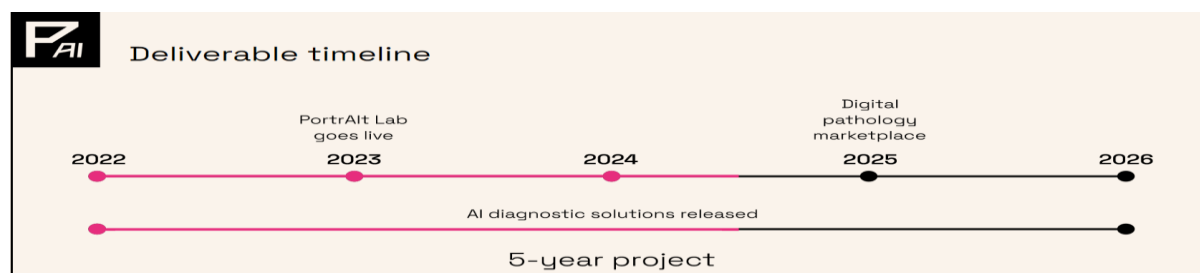 PAI
Deliverable timeline
PortrAIt Lab
goes live
Digital
pathology
marketplace
2022 2023 2024 2025 2026
AI diagnostic solutions released
5-year project